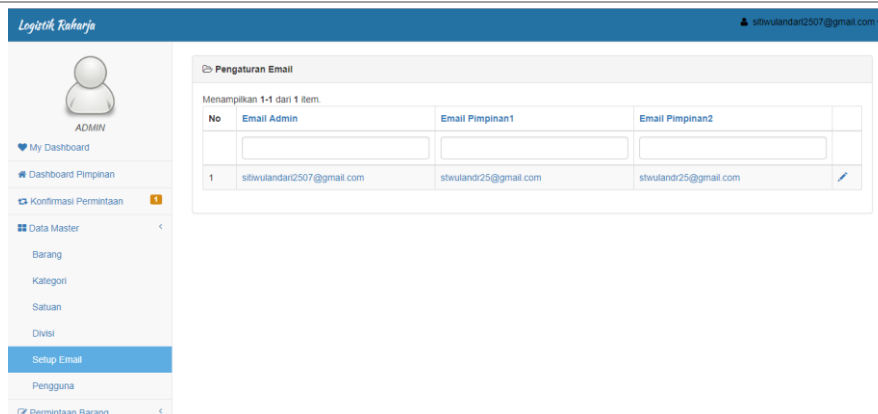 Logistik Raharja
sitiwulandari2507@gmail.com
ADMIN
My Dashboard
Dashboard Pimpinan
Konfirmasi Permintaan 1
Data Master
Barang
Kategori
Satuan
Divisi
Setup Email
Pengguna
Permintaan Barang
Pengaturan Email
Menampilkan 1-1 dari 1 item.
No Email Admin Email Pimpinan1 Email Pimpinan2
1 sitiwulandari2507@gmail.com stwulandr25@gmail.com stwulandr25@gmail.com